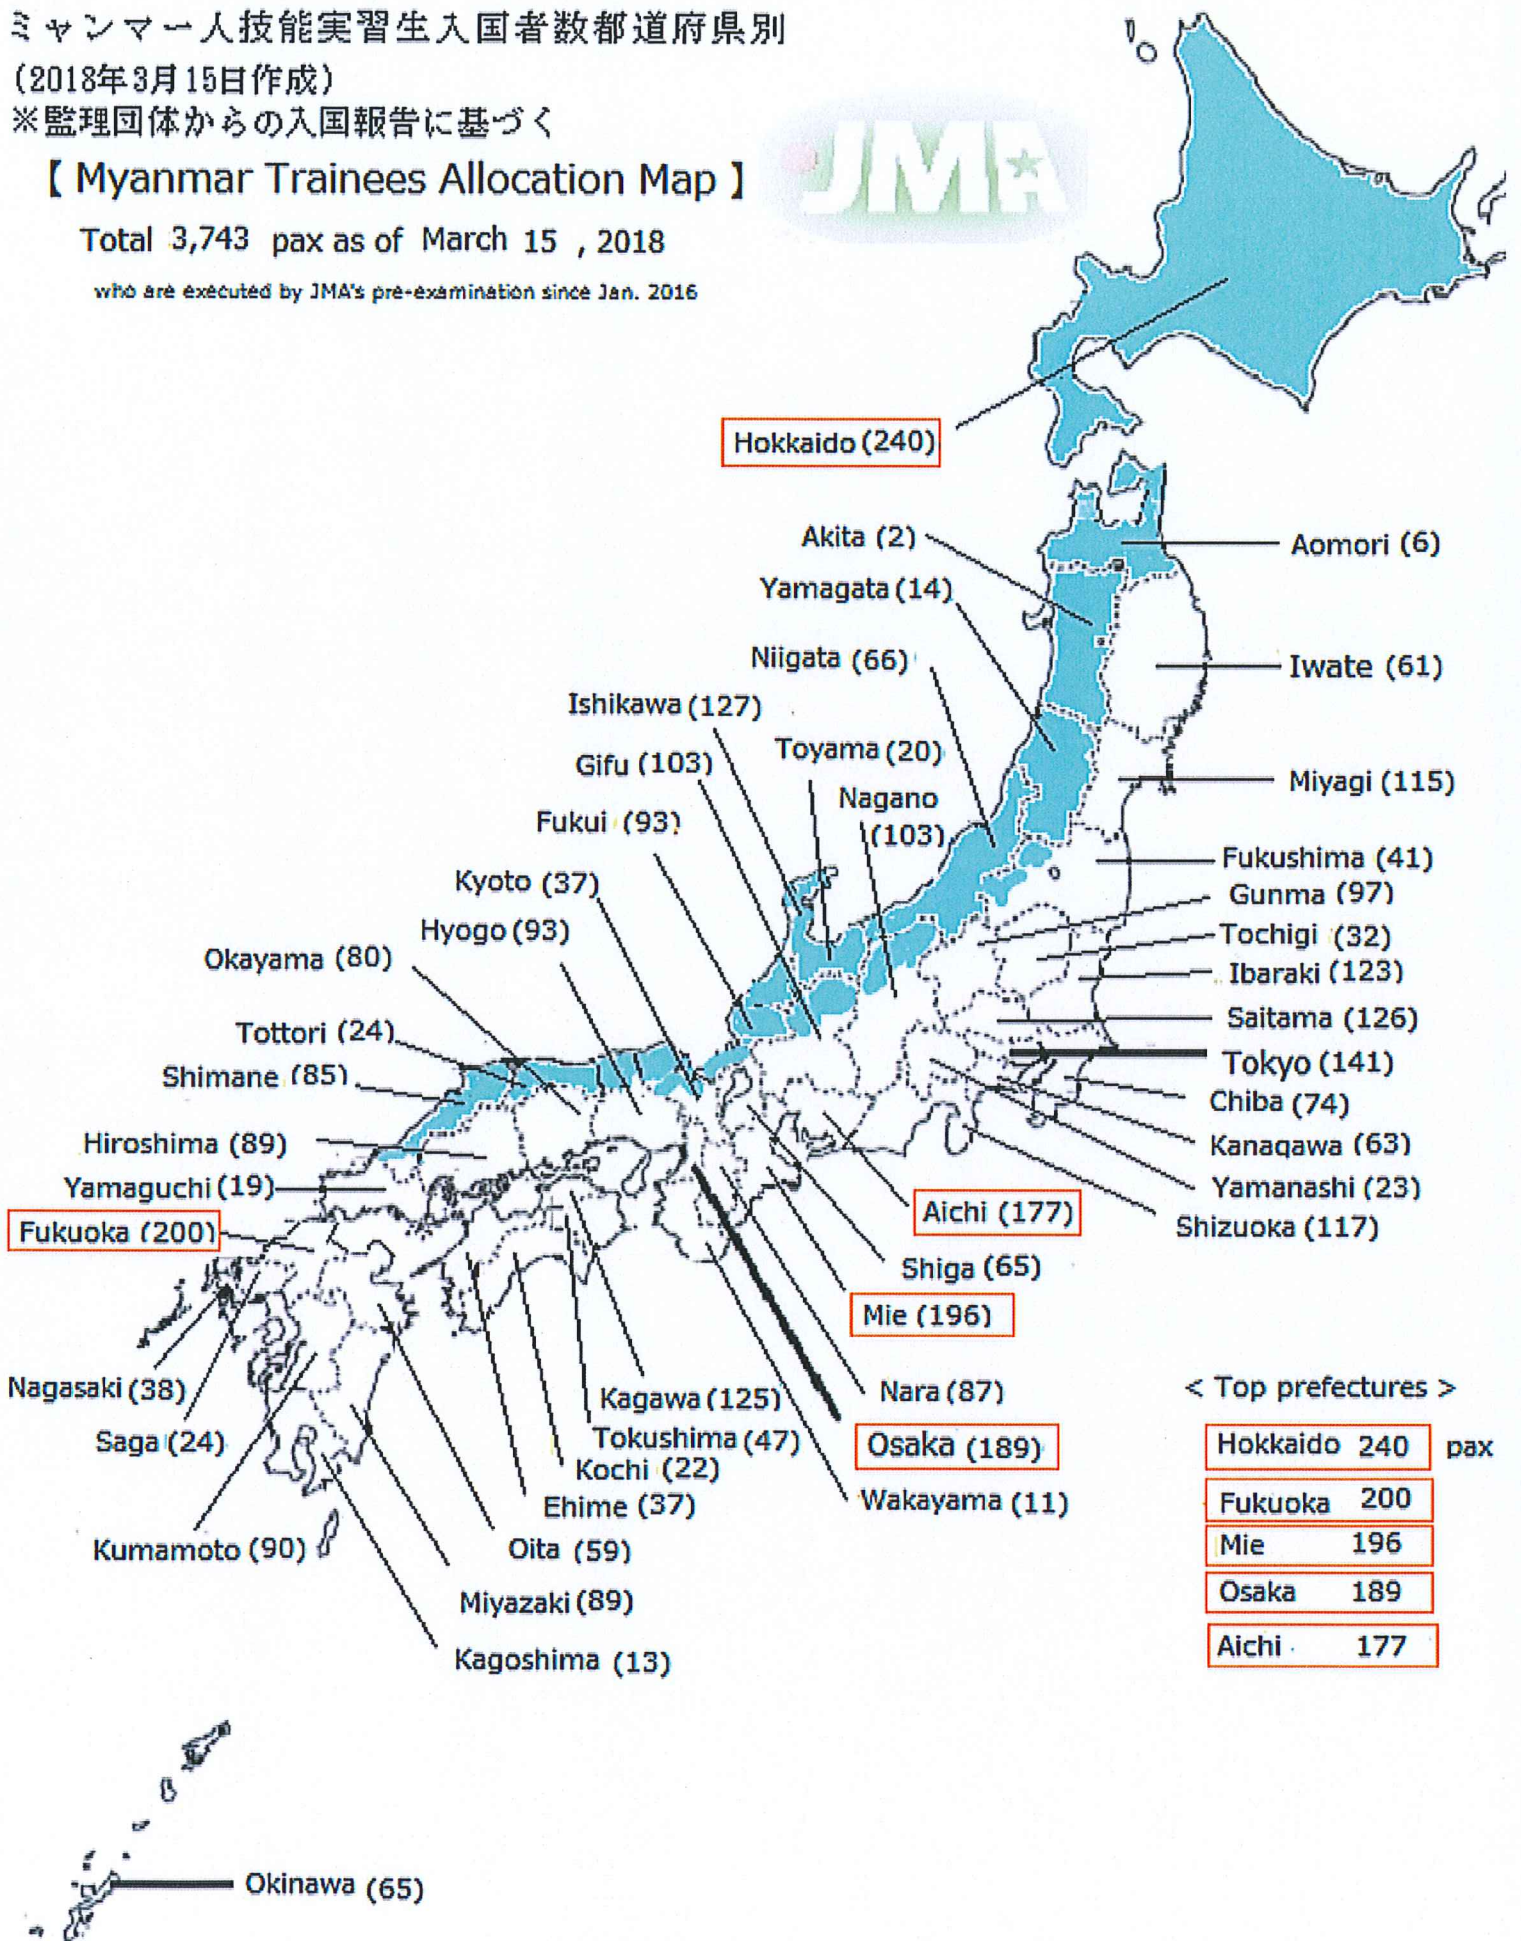 ミャンマー人技能実習生入国者数都道府県別
(2018年3月15日作成)
※監理団体からの入国報告に基づく
【 Myanmar Trainees Allocation Map 】
Total 3,743 pax as of March 15 , 2018
who are executed by JMA's pre-examination since Jan. 2016
JMA
Hokkaido (240)
Akita (2)
Aomori (6)
Yamagata (14)
Niigata (66)
Iwate (61)
Ishikawa (127)
Toyama (20)
Gifu (103)
Miyagi (115)
Nagano
(103)
Fukui (93)
Fukushima (41)
Kyoto (37)
Gunma (97)
Hyogo (93)
Tochigi (32)
Okayama (80)
Ibaraki (123)
Saitama (126)
Tottori (24)
Tokyo (141)
Shimane (85)
Chiba (74)
Hiroshima (89)
Kanagawa (63)
Yamaguchi (19)
Yamanashi (23)
Aichi (177)
Shizuoka (117)
Fukuoka (200)
Shiga (65)
Mie (196)
Nagasaki (38)
Kagawa (125)
Nara (87)
Saga (24)
Tokushima (47)
Osaka (189)
Kochi (22)
Ehime (37)
Wakayama (11)
Kumamoto (90)
Oita (59)
Miyazaki (89)
Kagoshima (13)
Okinawa (65)
< Top prefectures >
Hokkaido 240 pax
Fukuoka 200
Mie 196
Osaka 189
Aichi 177